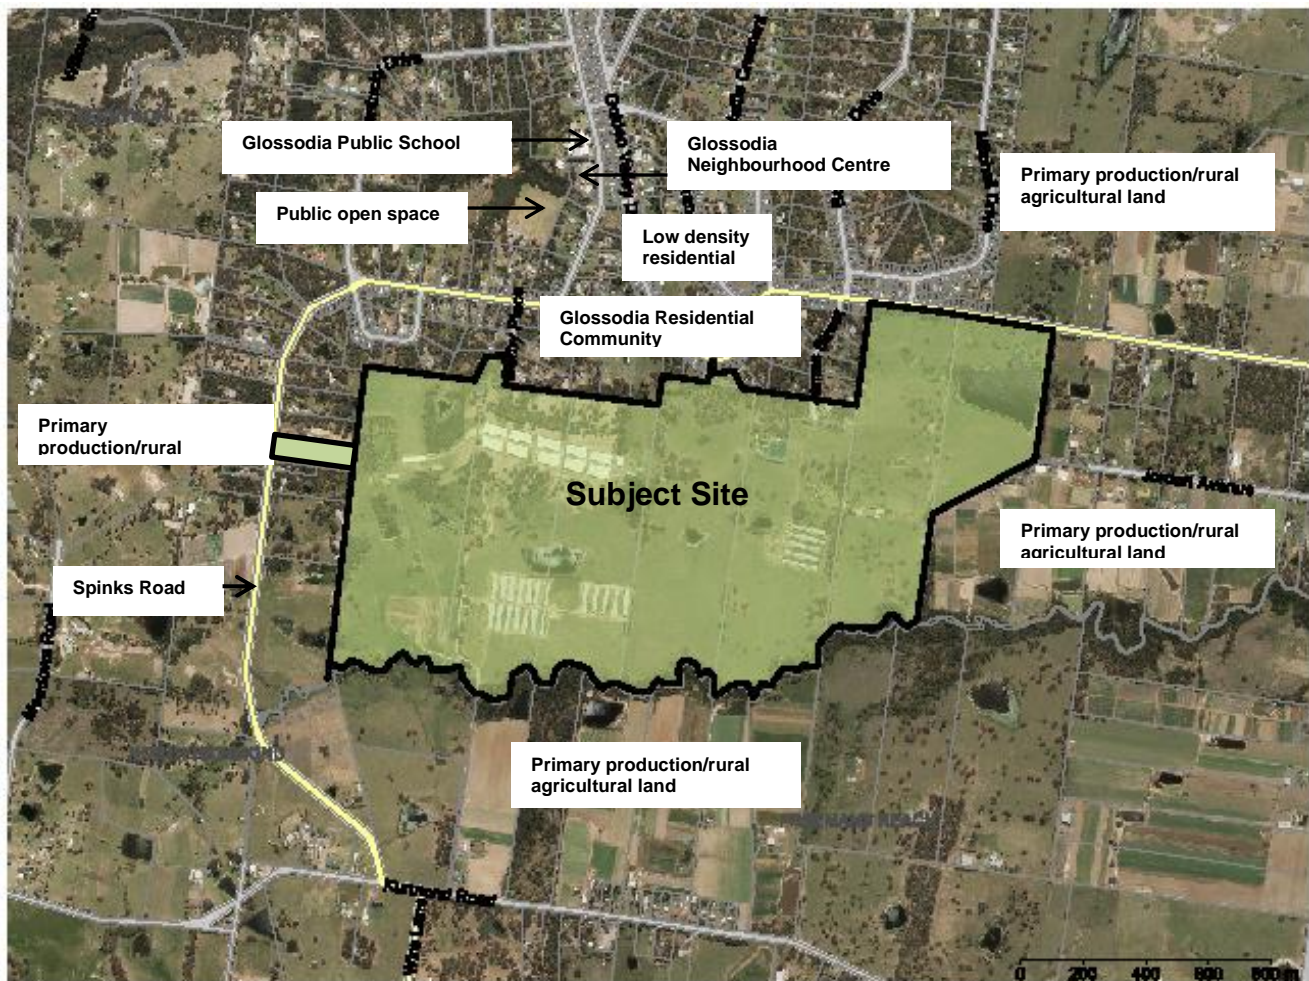 Glossodia Public School
Glossodia
Neighbourhood Centre
Public open space
Low density
residential
Primary production/rural
agricultural land
Glossodia Residential
Community
Primary
production/rural
Subject Site
Jordan Avenue
Primary production/rural
agricultural land
Spinks Road
Primary production/rural
agricultural land
Kurmond Road
0 200 400 600 800 m